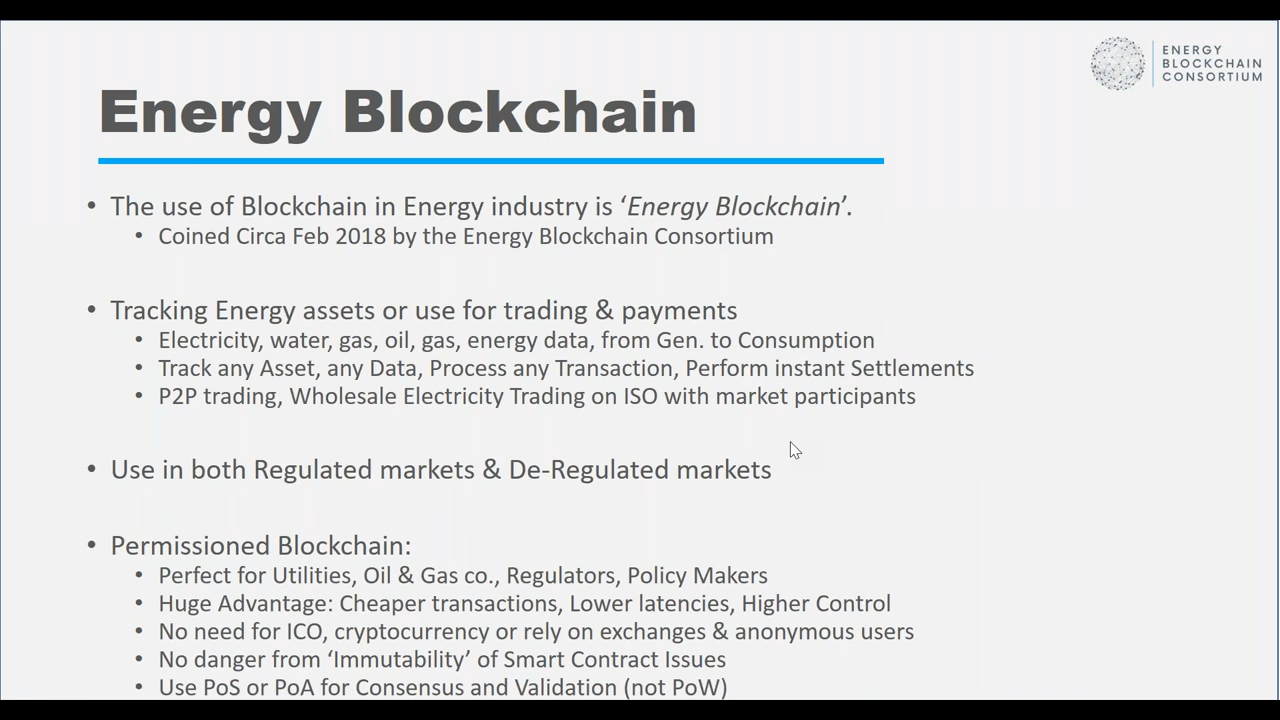 ENERGY
BLOCKCHAIN
CONSORTIUM
Energy Blockchain
• The use of Blockchain in Energy industry is ‘Energy Blockchain’.
• Coined Circa Feb 2018 by the Energy Blockchain Consortium
• Tracking Energy assets or use for trading & payments
• Electricity, water, gas, oil, gas, energy data, from Gen. to Consumption
• Track any Asset, any Data, Process any Transaction, Perform instant Settlements
• P2P trading, Wholesale Electricity Trading on ISO with market participants
• Use in both Regulated markets & De-Regulated markets
• Permissioned Blockchain:
• Perfect for Utilities, Oil & Gas co., Regulators, Policy Makers
• Huge Advantage: Cheaper transactions, Lower latencies, Higher Control
• No need for ICO, cryptocurrency or rely on exchanges & anonymous users
• No danger from ‘Immutability’ of Smart Contract Issues
• Use PoS or PoA for Consensus and Validation (not PoW)